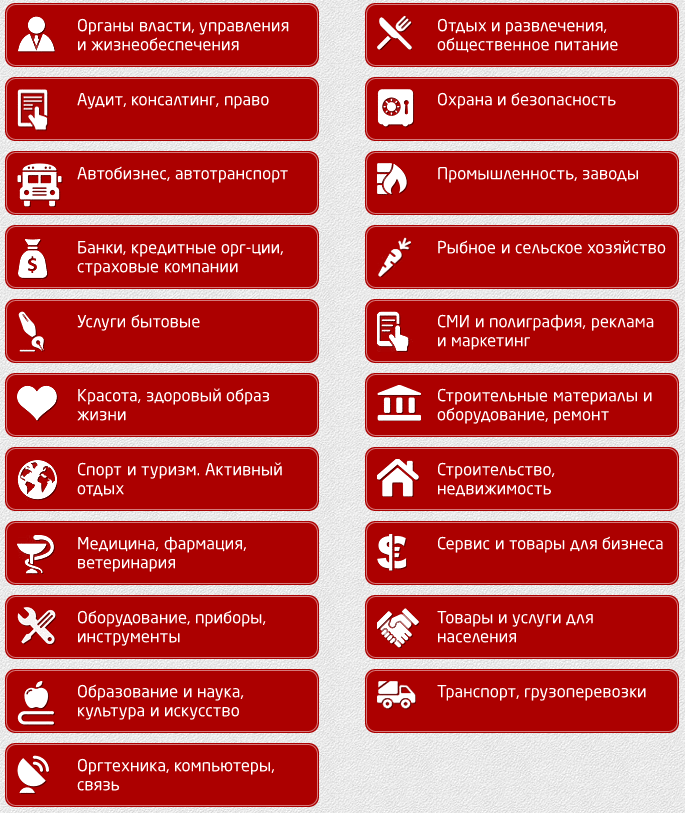 Органы власти, управления
и жизнеобеспечения
Аудит, консалтинг, право
Автобизнес, автотранспорт
Банки, кредитные орг-ции,
страховые компании
Услуги бытовые
Красота, здоровый образ
жизни
Спорт и туризм. Активный
отдых
Медицина, фармация,
ветеринария
Оборудование, приборы,
инструменты
Образование и наука,
культура и искусство
Оргтехника, компьютеры,
связь
Отдых и развлечения,
общественное питание
Охрана и безопасность
Промышленность, заводы
Рыбное и сельское хозяйство
СМИ и полиграфия, реклама
и маркетинг
Строительные материалы и
оборудование, ремонт
Строительство,
недвижимость
Сервис и товары для бизнеса
Товары и услуги для
населения
Транспорт, грузоперевозки